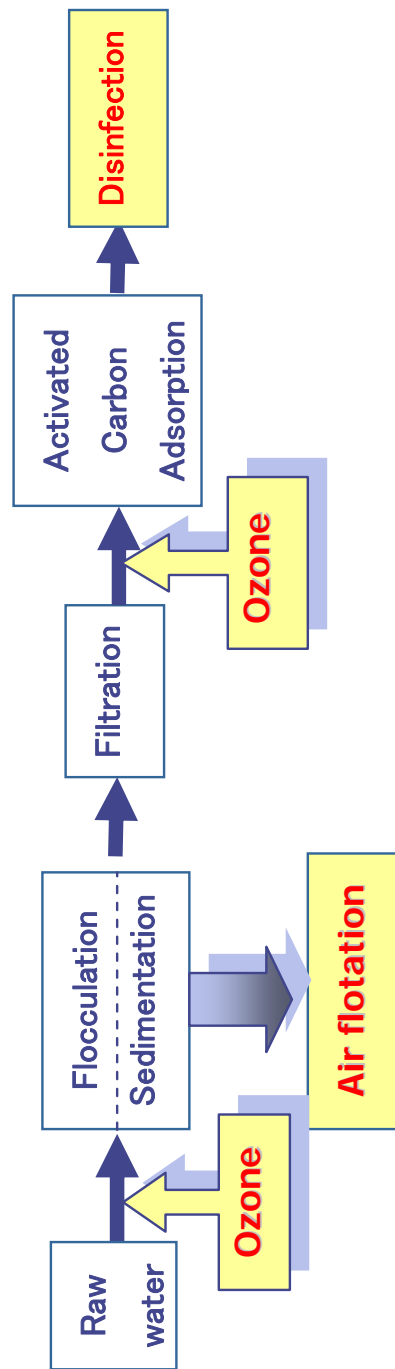 Raw
water
Ozone
Flocculation
Sedimentation
Air flotation
Filtration
Ozone
Activated
Carbon
Adsorption
Disinfection